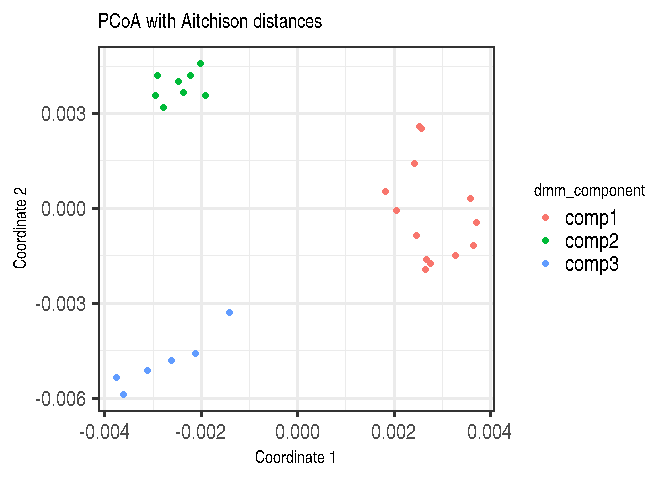 PCoA with Aitchison distances
0.003
0.000
-0.003
-0.006
Coordinate 2
-0.004
-0.002
0.000
0.002
0.004
Coordinate 1
dmm_component
comp1
comp2
comp3